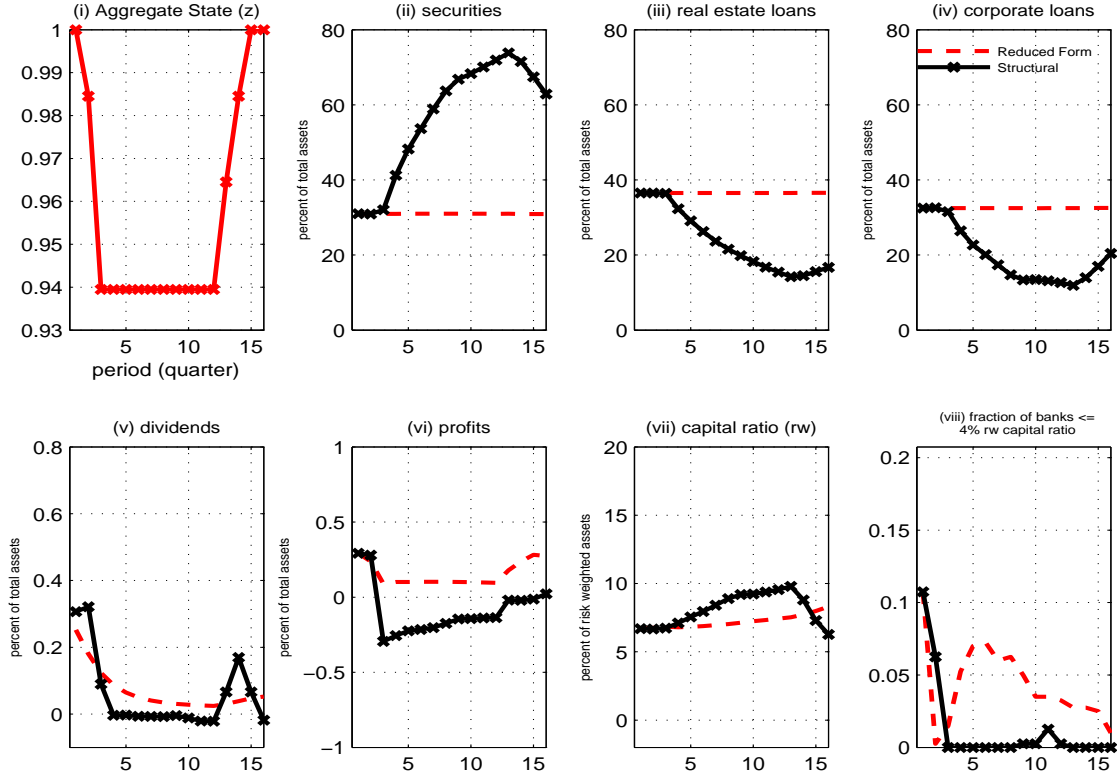 (i) Aggregate State (z)
1
0.99
0.98
0.97
0.96
0.95
0.94
0.93
5 10 15
period (quarter)
(ii) securities
percent of total assets
80
60
40
20
0
5 10 15
(iii) real estate loans
percent of total assets
80
60
40
20
0
5 10 15
(iv) corporate loans
percent of total assets
80
60
40
20
0
5 10 15
Reduced Form
Structural
(v) dividends
percent of total assets
0.8
0.6
0.4
0.2
0
5 10 15
(vi) profits
percent of total assets
1
0.5
0
−0.5
−1
5 10 15
(vii) capital ratio (rw)
percent of risk weighted assets
20
15
10
5
0
5 10 15
(viii) fraction of banks <=
4% rw capital ratio
0.2
0.15
0.1
0.05
0
5 10 15